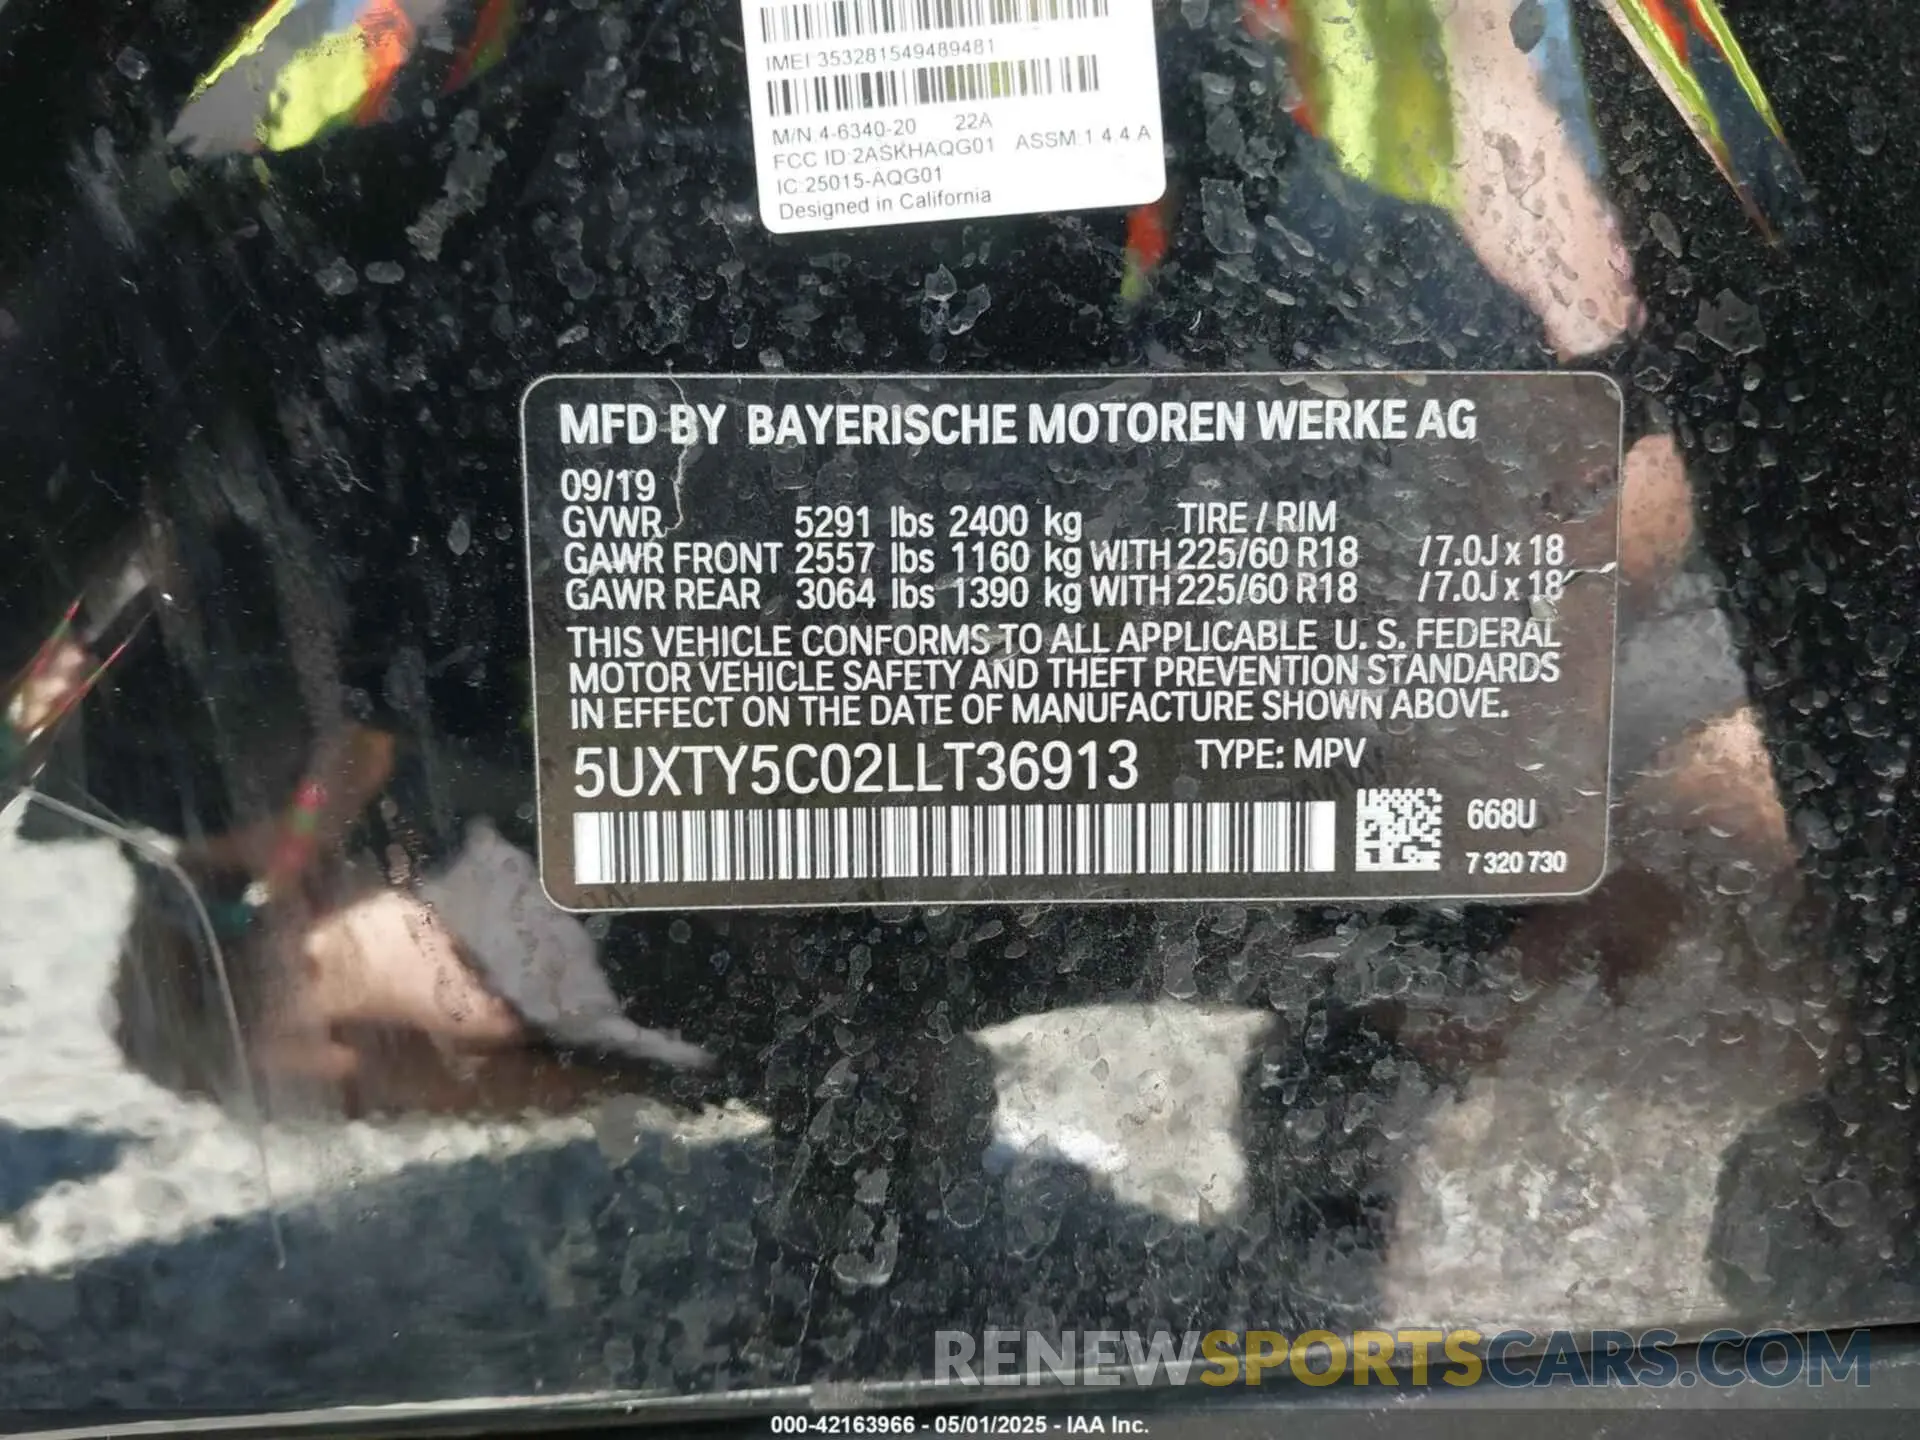 IMEI:353281549489481
M/N.4-6340-20 22A
FCC ID:2ASKHAQG01 ASSM:1.4.4 A
IC:25015-AQG01
Designed in California
MFD BY BAYERISCHE MOTOREN WERKE AG
09/19
GVWR 5291 lbs 2400 kg TIRE / RIM
GAWR FRONT 2557 lbs 1160 kg WITH 225/60 R18 /7.0J x 18
GAWR REAR 3064 lbs 1390 kg WITH 225/60 R18 /7.0J x 18
THIS VEHICLE CONFORMS TO ALL APPLICABLE U. S. FEDERAL
MOTOR VEHICLE SAFETY AND THEFT PREVENTION STANDARDS
IN EFFECT ON THE DATE OF MANUFACTURE SHOWN ABOVE.
5UXTY5C02LLT36913 TYPE: MPV
668U
7 320 730
RENEWSPORTSCARS.COM
000-42163966 - 05/01/2025 - IAA Inc.